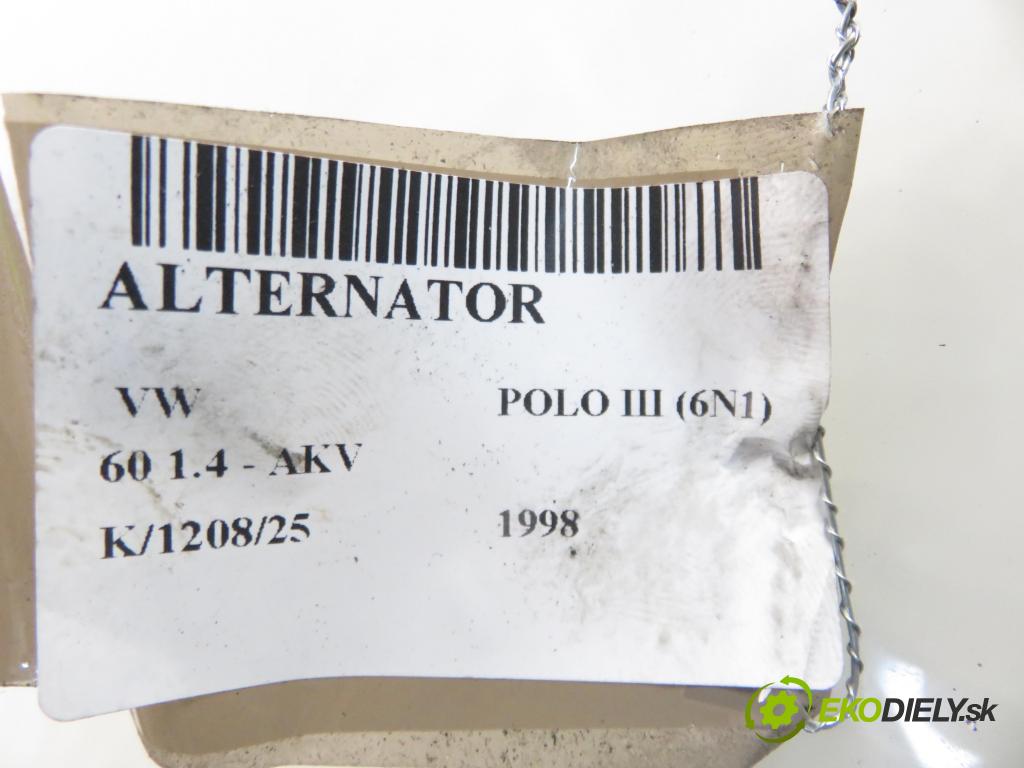 ALTERNATOR
VW POLO III (6N1)
60 1.4 - AKV
K/1208/25 1998
EKODIELY.sk